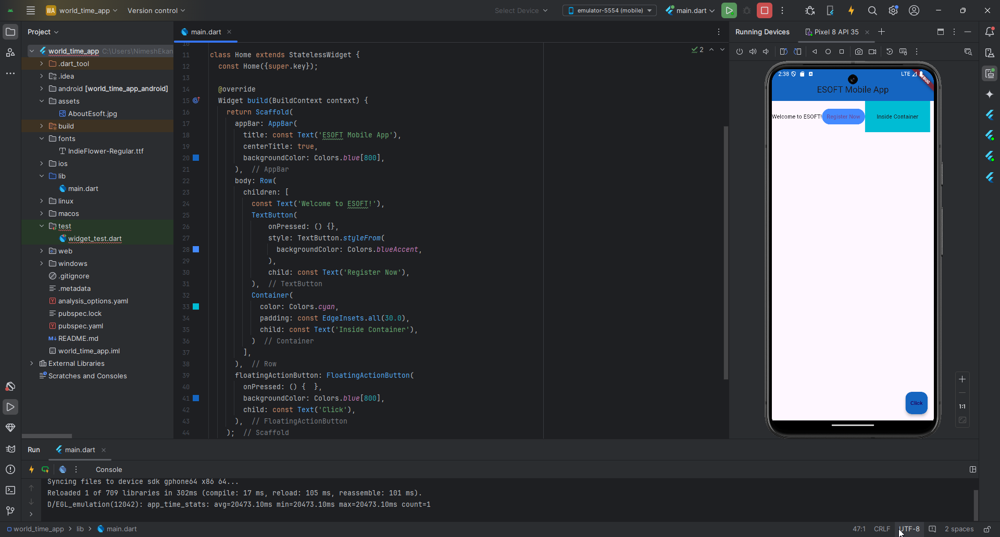 WA world_time_app Version control Select Device emulator-5554 (mobile) main.dart
Project
main.dart
Running Devices Pixel 8 API 35
world_time_app C:\Users\NimeshEkan
.dart_tool
.idea
android [world_time_app_android]
assets
AboutEsoft.jpg
build
fonts
IndieFlower-Regular.ttf
ios
lib
main.dart
linux
macos
test
widget_test.dart
web
windows
.gitignore
.metadata
analysis_options.yaml
pubspec.lock
pubspec.yaml
README.md
world_time_app.iml
External Libraries
Scratches and Consoles
2
10
11 class Home extends StatelessWidget {
12 const Home({super.key});
13
14 @override
15 Widget build(BuildContext context) {
16 return Scaffold(
17 appBar: AppBar(
18 title: const Text('ESOFT Mobile App'),
19 centerTitle: true,
20 backgroundColor: Colors.blue[800],
21 ), // AppBar
22 body: Row(
23 children: [
24 const Text('Welcome to ESOFT!'),
25 TextButton(
26 onPressed: () {},
27 style: TextButton.styleFrom(
28 backgroundColor: Colors.blueAccent,
29 ),
30 child: const Text('Register Now'),
31 ), // TextButton
32 Container(
33 color: Colors.cyan,
34 padding: const EdgeInsets.all(30.0),
35 child: const Text('Inside Container'),
36 ) // Container
37 ],
38 ), // Row
39 floatingActionButton: FloatingActionButton(
40 onPressed: () { },
41 backgroundColor: Colors.blue[800],
42 child: const Text('Click'),
43 ), // FloatingActionButton
44 ); // Scaffold
2:38 LTE
DEBUG
ESOFT Mobile App
Welcome to ESOFT! Register Now Inside Container
Click
1:1
Run main.dart
Console
Syncing files to device sdk gphone64 x86 64...
Reloaded 1 of 709 libraries in 302ms (compile: 17 ms, reload: 105 ms, reassemble: 101 ms).
D/EGL_emulation(12042): app_time_stats: avg=20473.10ms min=20473.10ms max=20473.10ms count=1
world_time_app > lib > main.dart 47:1 CRLF UTF-8 2 spaces